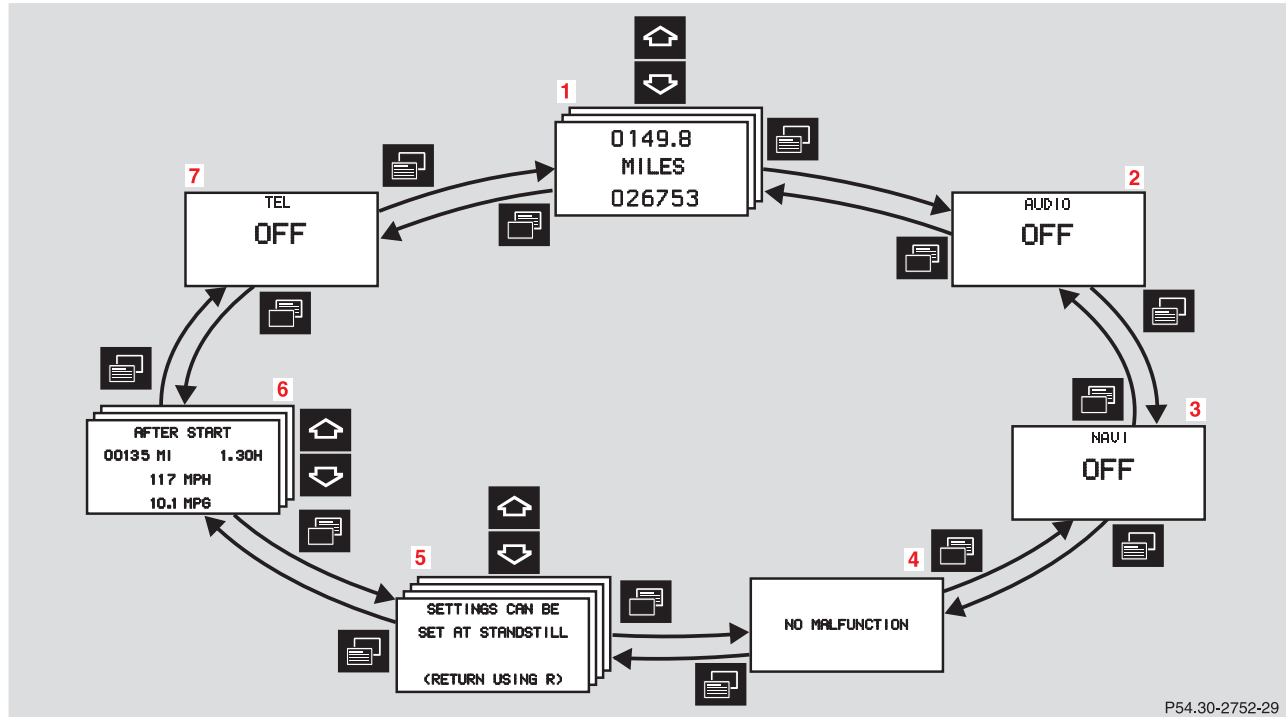 1
0149.8
MILES
026753
2
AUDIO
OFF
3
NAVI
OFF
4
NO MALFUNCTION
5
SETTINGS CAN BE
SET AT STANDSTILL
(RETURN USING R)
6
AFTER START
00135 MI 1.30H
117 MPH
10.1 MPG
7
TEL
OFF
P54.30-2752-29